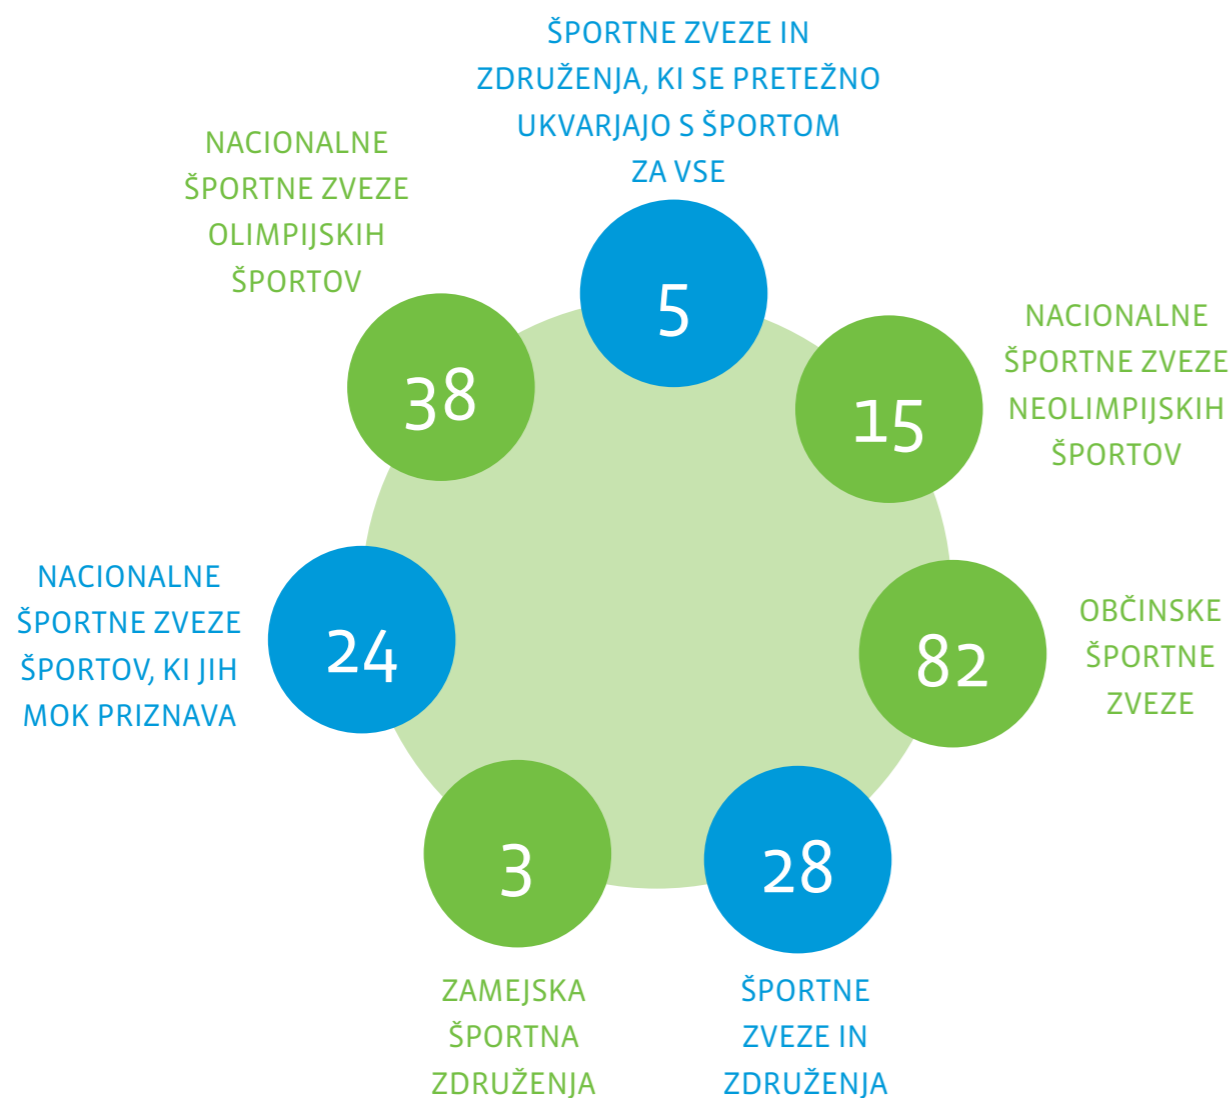 ŠPORTNE ZVEZE IN
ZDRUŽENJA, KI SE PRETEŽNO
UKVARJAJO S ŠPORTOM
ZA VSE
5
NACIONALNE
ŠPORTNE ZVEZE
OLIMPIJSKIH
ŠPORTOV
38
NACIONALNE
ŠPORTNE ZVEZE
NEOLIMPIJSKIH
ŠPORTOV
15
NACIONALNE
ŠPORTNE ZVEZE
ŠPORTOV, KI JIH
MOK PRIZNAVA
24
OBČINSKE
ŠPORTNE
ZVEZE
82
3
ZAMEJSKA
ŠPORTNA
ZDRUŽENJA
28
ŠPORTNE
ZVEZE IN
ZDRUŽENJA